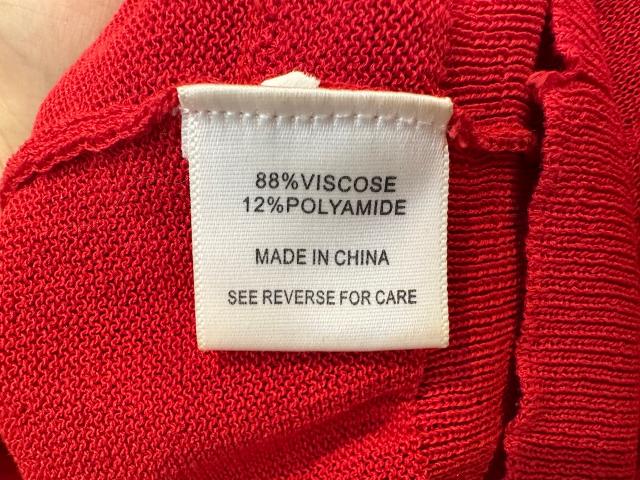 88%VISCOSE
12%POLYAMIDE
MADE IN CHINA
SEE REVERSE FOR CARE